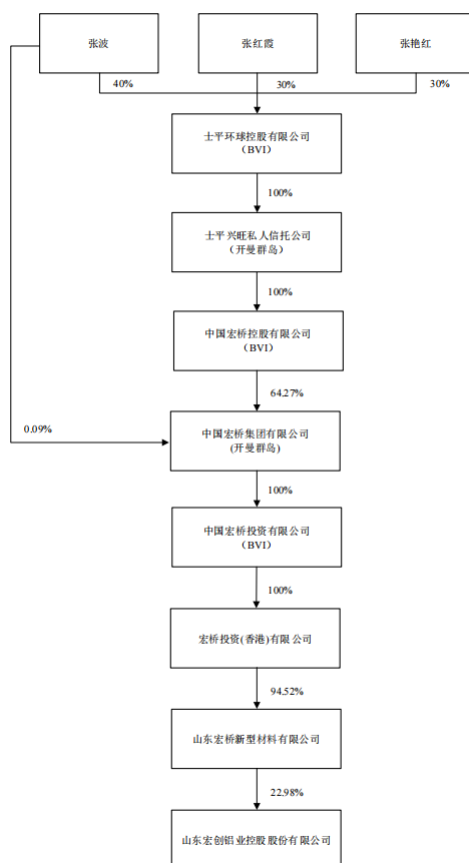 张波
张红霞
张艳红
40%
30%
30%
士平环球控股有限公司
（BVI）
100%
士平兴旺私人信托公司
（开曼群岛）
100%
中国宏桥控股有限公司
（BVI）
64.27%
0.09%
中国宏桥集团有限公司
(开曼群岛)
100%
中国宏桥投资有限公司
（BVI）
100%
宏桥投资(香港)有限公司
94.52%
山东宏桥新型材料有限公司
22.98%
山东宏创铝业控股股份有限公司